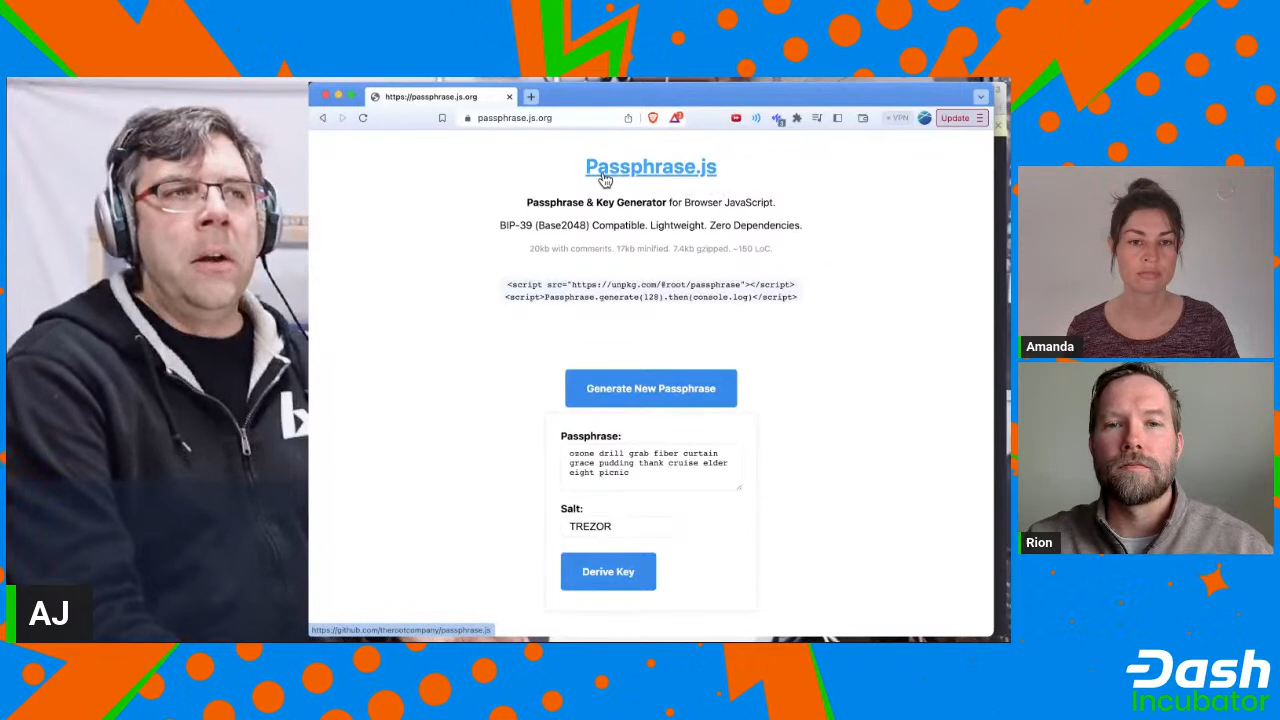 https://passphrase.js.org
passphrase.js.org
VPN
Update
Passphrase.js
Passphrase & Key Generator for Browser JavaScript.
BIP-39 (Base2048) Compatible. Lightweight. Zero Dependencies.
20kb with comments. 17kb minified. 7.4kb gzipped. ~150 LoC.
<script src="https://unpkg.com/@root/passphrase"></script>
<script>Passphrase.generate(128).then(console.log)</script>
Generate New Passphrase
Passphrase:
ozone drill grab fiber curtain
grace pudding thank cruise elder
eight picnic
Salt:
TREZOR
Derive Key
https://github.com/therootcompany/passphrase.js
AJ
Amanda
Rion
Dash
Incubator